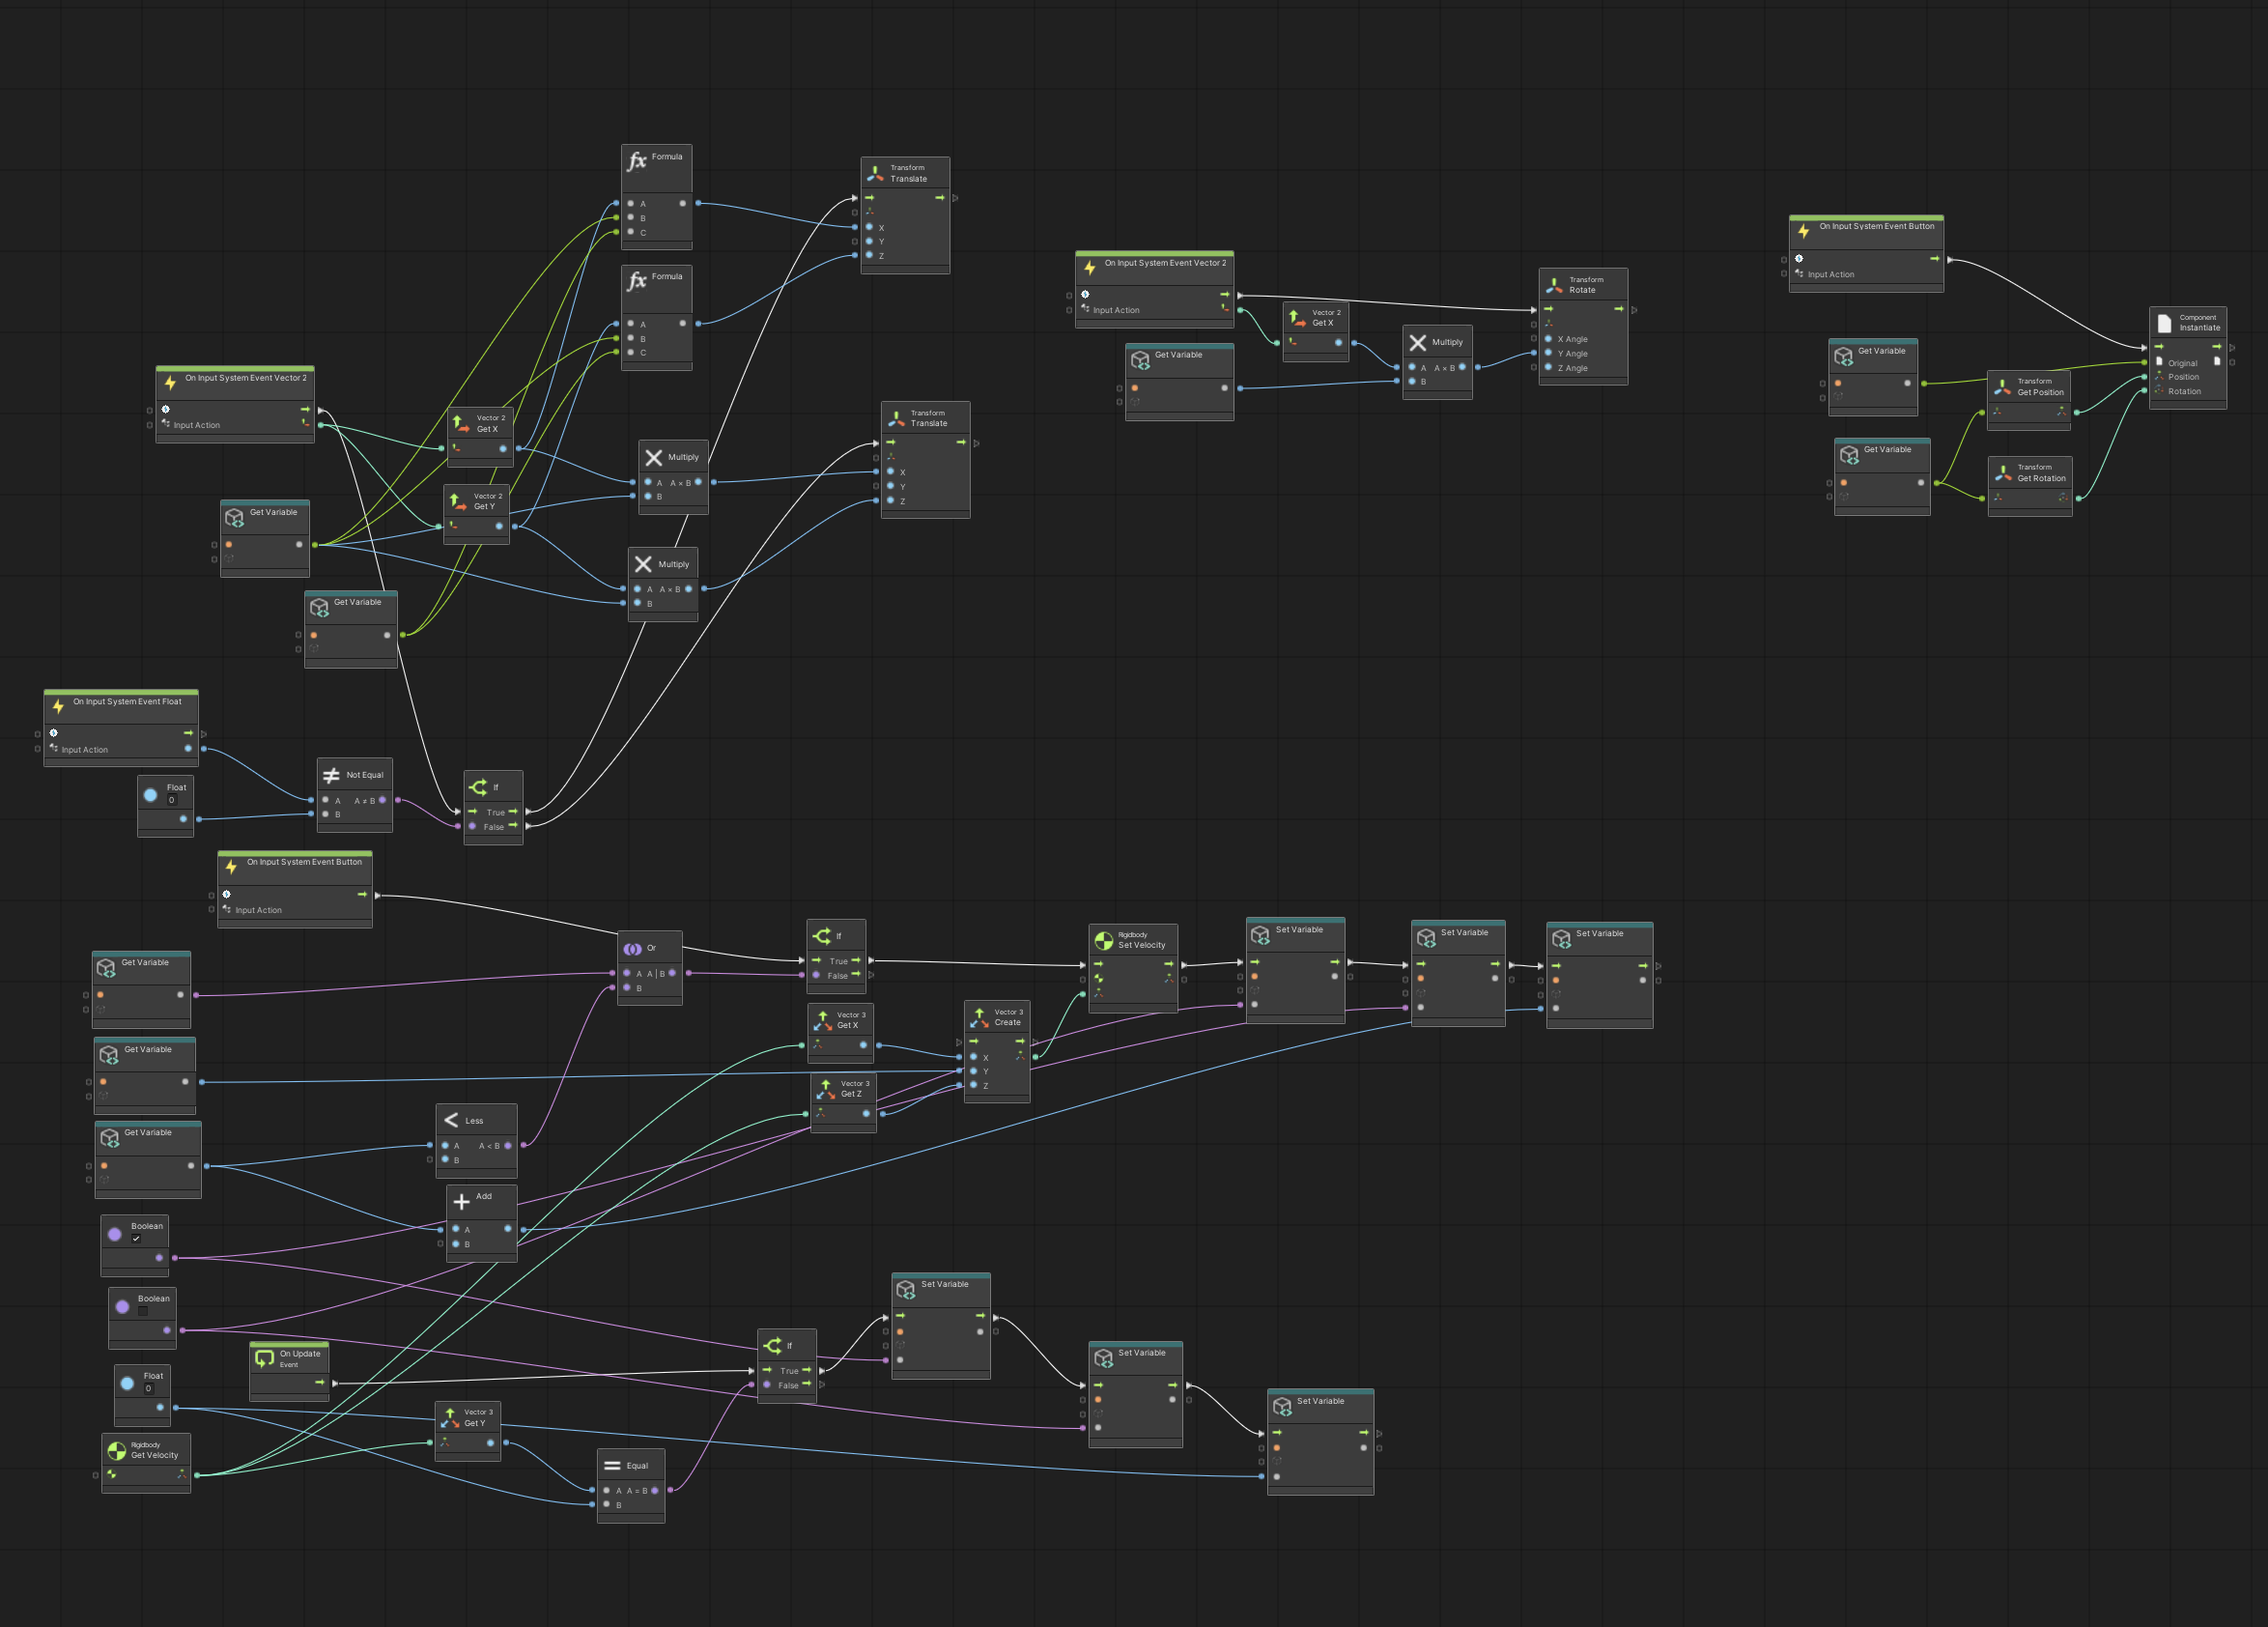 Formula
A
B
C
Formula
A
B
C
Transform
Translate
X
Y
Z
On Input System Event Vector 2
Input Action
Vector 2
Get X
Vector 2
Get Y
Get Variable
Get Variable
Multiply
A A × B
B
Multiply
A A × B
B
Transform
Translate
X
Y
Z
On Input System Event Vector 2
Input Action
Get Variable
Vector 2
Get X
Multiply
A A × B
B
Transform
Rotate
X Angle
Y Angle
Z Angle
On Input System Event Button
Input Action
Get Variable
Get Variable
Transform
Get Position
Transform
Get Rotation
Component
Instantiate
Original
Position
Rotation
On Input System Event Float
Input Action
Float
0
Not Equal
A A ≠ B
B
If
True
False
On Input System Event Button
Input Action
Get Variable
Get Variable
Get Variable
Or
A A | B
B
If
True
False
Vector 3
Get X
Vector 3
Get Z
Vector 3
Create
X
Y
Z
Rigidbody
Set Velocity
Set Variable
Set Variable
Set Variable
Less
A A < B
B
Add
A
B
Boolean
Boolean
Float
0
Rigidbody
Get Velocity
On Update
Event
Vector 3
Get Y
Equal
A A = B
B
If
True
False
Set Variable
Set Variable
Set Variable